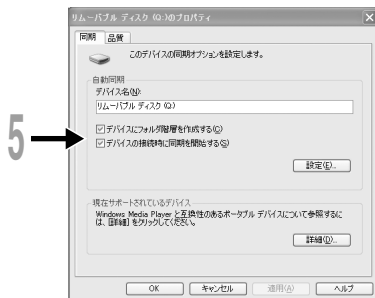 リムーバブル ディスク (Q:)のプロパティ
同期 品質
このデバイスの同期オプションを設定します。
自動同期
デバイス名(N):
リムーバブル ディスク (Q:)
デバイスにフォルダ階層を作成する(C)
5
デバイスの接続時に同期を開始する(S)
設定(E)...
現在サポートされているデバイス
Windows Media Player と互換性のあるポータブル デバイスについて参照するに
は、[詳細] をクリックしてください。
詳細(D)...
OK キャンセル 適用(A) ヘルプ